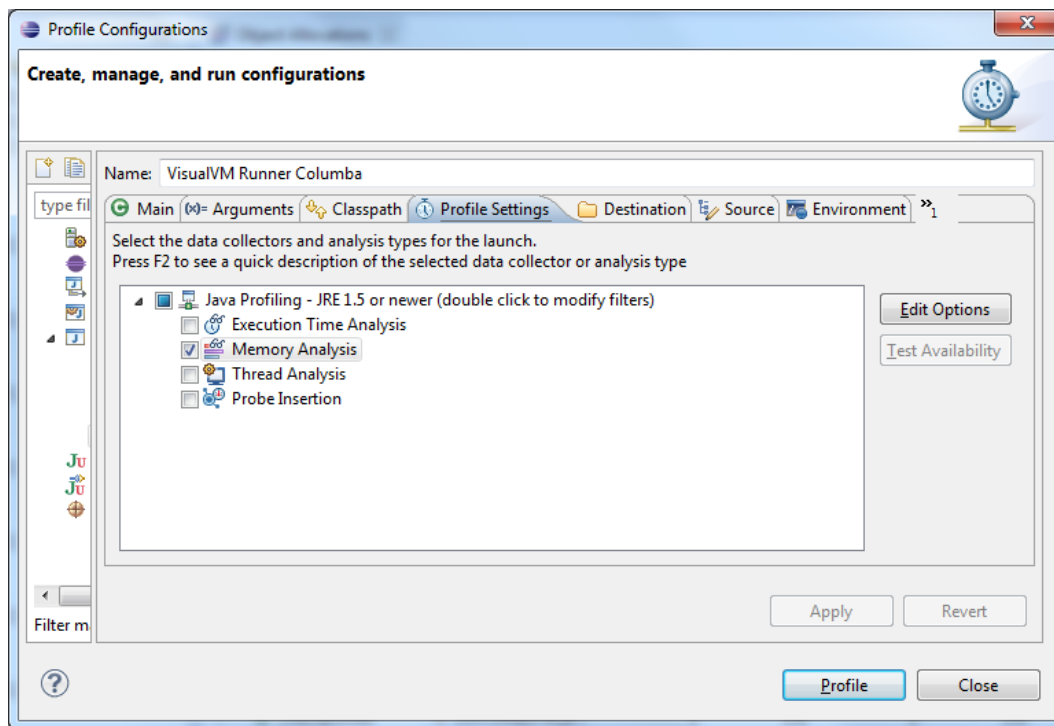 Profile Configurations
Create, manage, and run configurations
Name: VisualVM Runner Columba
type fil
Main (x)= Arguments Classpath Profile Settings Destination Source Environment »1
Select the data collectors and analysis types for the launch.
Press F2 to see a quick description of the selected data collector or analysis type
Java Profiling - JRE 1.5 or newer (double click to modify filters)
Execution Time Analysis
Memory Analysis
Thread Analysis
Probe Insertion
Edit Options
Test Availability
Ju
Jü
Filter m
Apply Revert
Profile Close